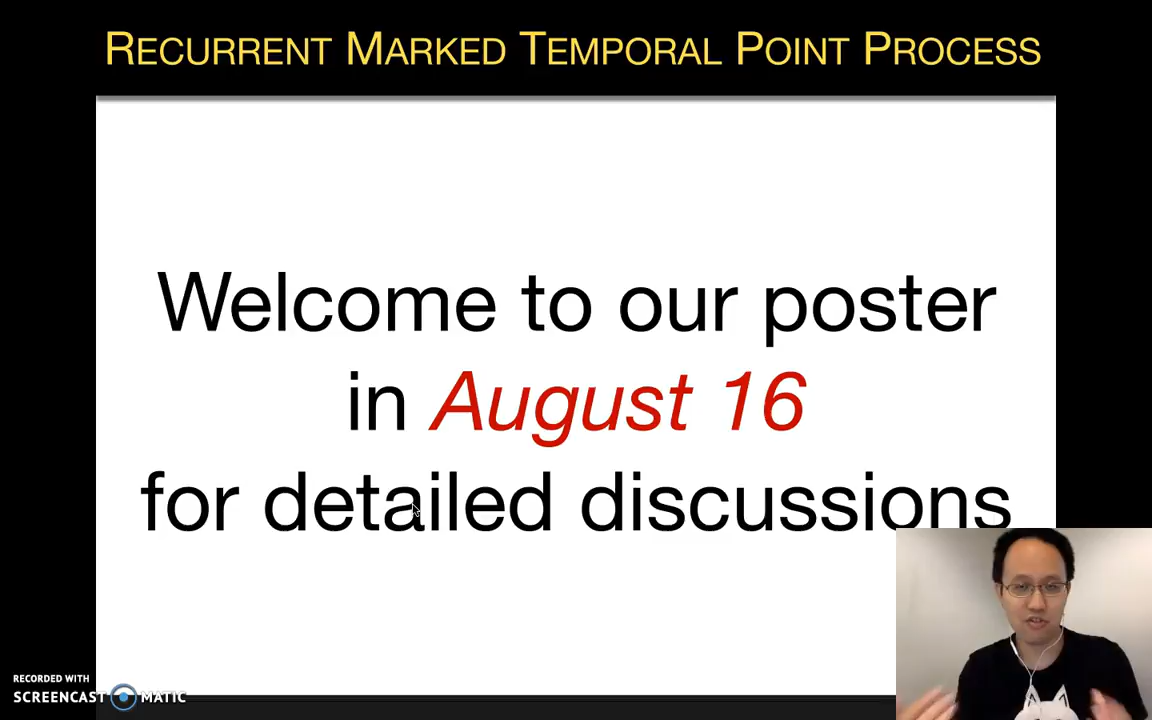 RECURRENT MARKED TEMPORAL POINT PROCESS
Welcome to our poster
in August 16
for detailed discussions
RECORDED WITH
SCREENCAST MATIC